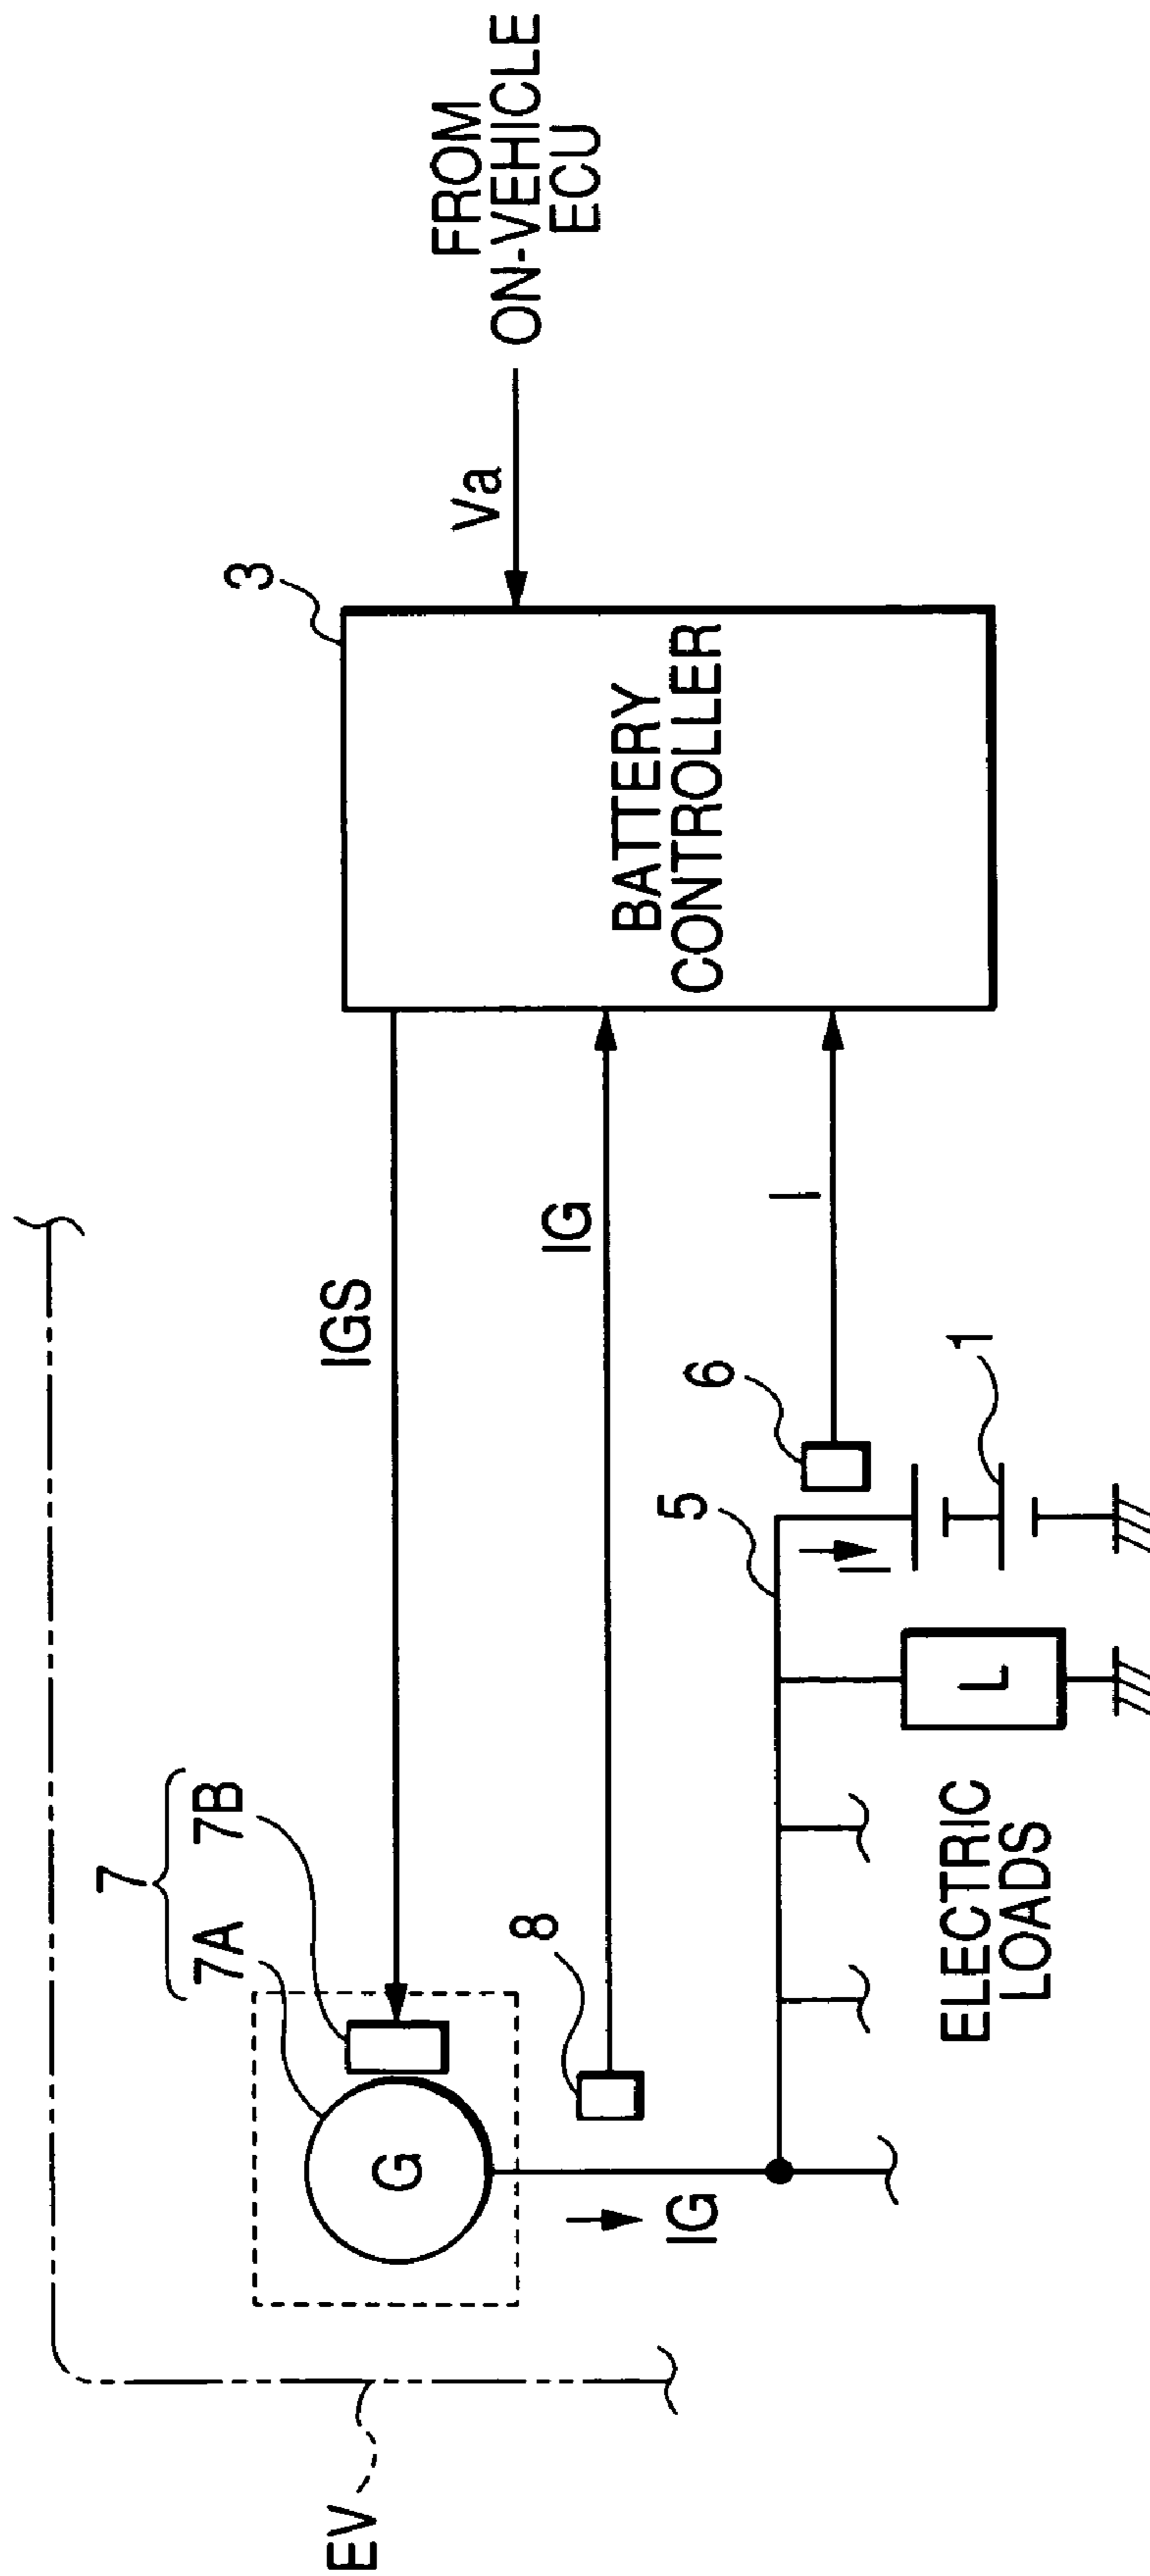 EV
7
7A 7B
G
8
IG
IGS
IG
I
6
5
1
I
L
ELECTRIC
LOADS
3
BATTERY
CONTROLLER
Va
FROM
ON-VEHICLE
ECU